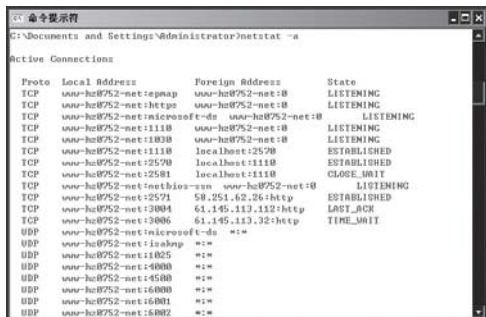 命令提示符
C:\Documents and Settings\Administrator>netstat -a
Active Connections
Proto Local Address Foreign Address State
TCP www-hz0752-net:epmap www-hz0752-net:0 LISTENING
TCP www-hz0752-net:https www-hz0752-net:0 LISTENING
TCP www-hz0752-net:microsoft-ds www-hz0752-net:0 LISTENING
TCP www-hz0752-net:1110 www-hz0752-net:0 LISTENING
TCP www-hz0752-net:1030 www-hz0752-net:0 LISTENING
TCP www-hz0752-net:1110 localhost:2570 ESTABLISHED
TCP www-hz0752-net:2570 localhost:1110 ESTABLISHED
TCP www-hz0752-net:2581 localhost:1110 CLOSE_WAIT
TCP www-hz0752-net:netbios-ssn www-hz0752-net:0 LISTENING
TCP www-hz0752-net:2571 58.251.62.26:http ESTABLISHED
TCP www-hz0752-net:3004 61.145.113.112:http LAST_ACK
TCP www-hz0752-net:3006 61.145.113.32:http TIME_WAIT
UDP www-hz0752-net:microsoft-ds *:*
UDP www-hz0752-net:isakmp *:*
UDP www-hz0752-net:1025 *:*
UDP www-hz0752-net:4000 *:*
UDP www-hz0752-net:4500 *:*
UDP www-hz0752-net:6000 *:*
UDP www-hz0752-net:6001 *:*
UDP www-hz0752-net:6002 *:*